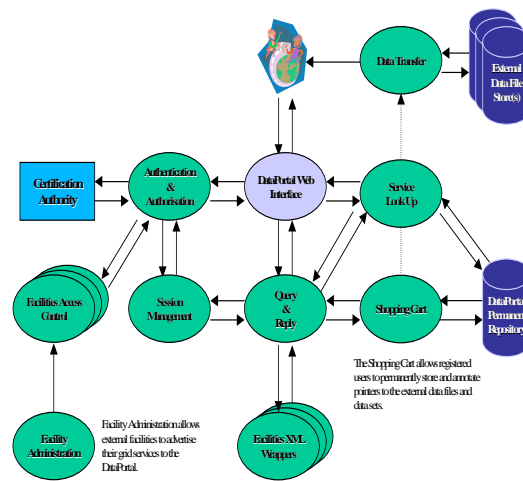 Data Transfer
External
Data File
Store(s)
Certification
Authority
Authentication
&
Authorisation
DataPortal Web
Interface
Service
Look Up
Facilities Access
Control
Session
Management
Query
&
Reply
Shopping Cart
DataPortal
Permanent
Repository
The Shopping Cart allows registered
users to permanently store and annotate
pointers to the external data files and
data sets.
Facility
Administration
Facility Administration allows
external facilities to advertise
their grid services to the
DataPortal.
Facilities XML
Wrappers